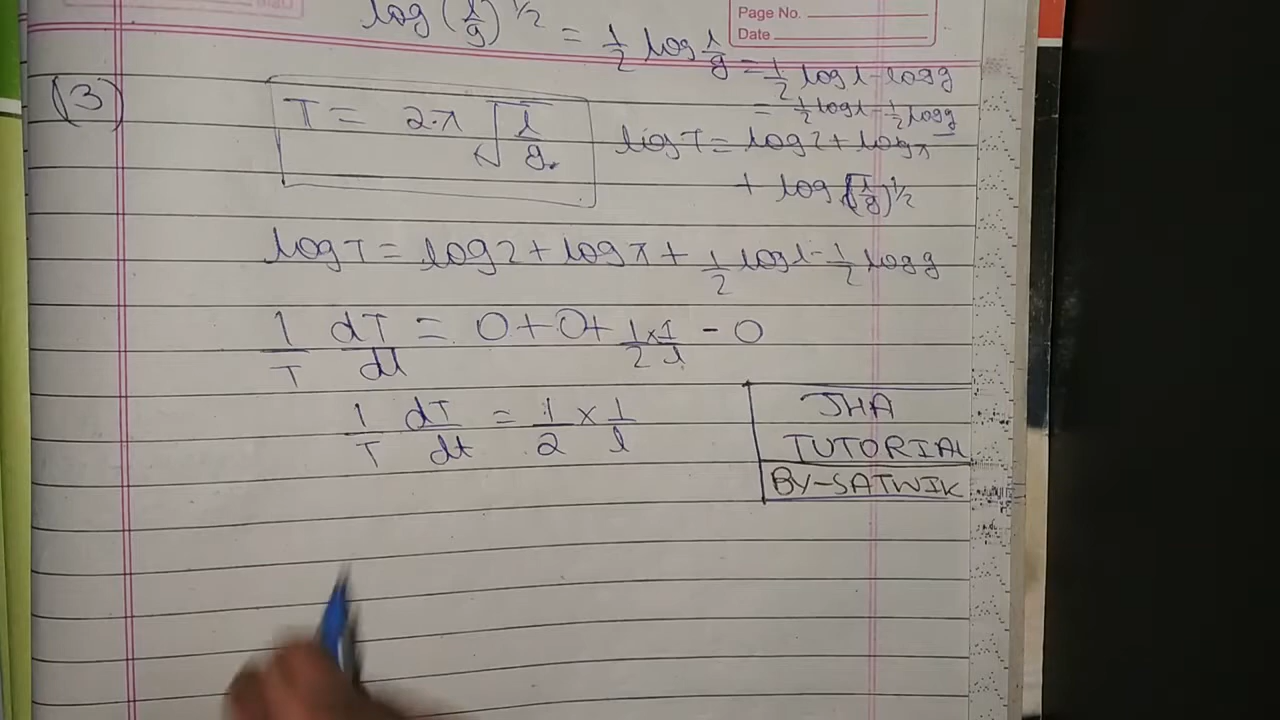 Page No.
Date
log (l/g)^1/2 = 1/2 log l/g = 1/2 log l - log g
= 1/2 log l - 1/2 log g
(3)
T = 2·π √(l/g)
log T = log 2 + log π
+ log (l/g)^1/2
log T = log 2 + log π + 1/2 log l - 1/2 log g
1/T dT/dl = 0 + 0 + 1/2 × 1/l - 0
1/T dT/dt = 1/2 × 1/l
JHA
TUTORIAL
BY-SATWIK